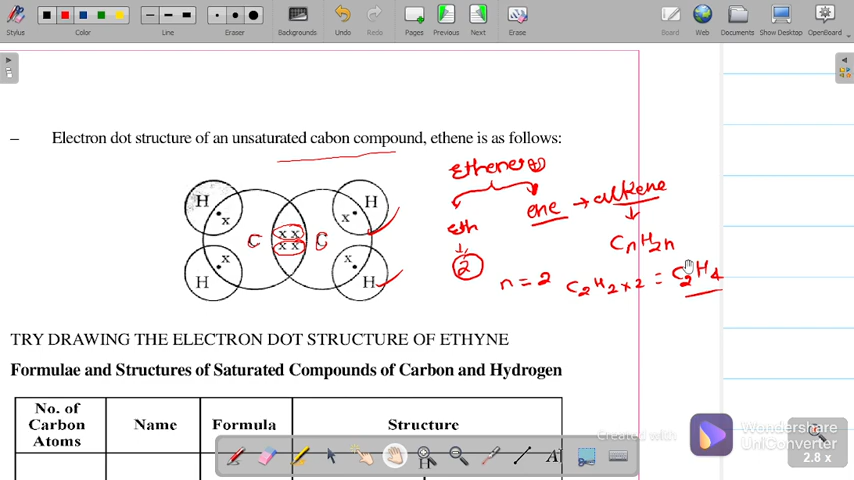 Stylus
Color
Line
Eraser
Backgrounds
Undo
Redo
Pages
Previous
Next
Erase
Board
Web
Documents
Show Desktop
OpenBoard
– Electron dot structure of an unsaturated cabon compound, ethene is as follows:
H H
x x
C x x C
x x
x x
H H
Ethene
eth ene → alkene
2 CnH2n
n = 2 C2H2×2 = C2H4
TRY DRAWING THE ELECTRON DOT STRUCTURE OF ETHYNE
Formulae and Structures of Saturated Compounds of Carbon and Hydrogen
No. of Carbon Atoms Name Formula Structure
H
A
Created with
Wondershare
UniConverter
2.8 x